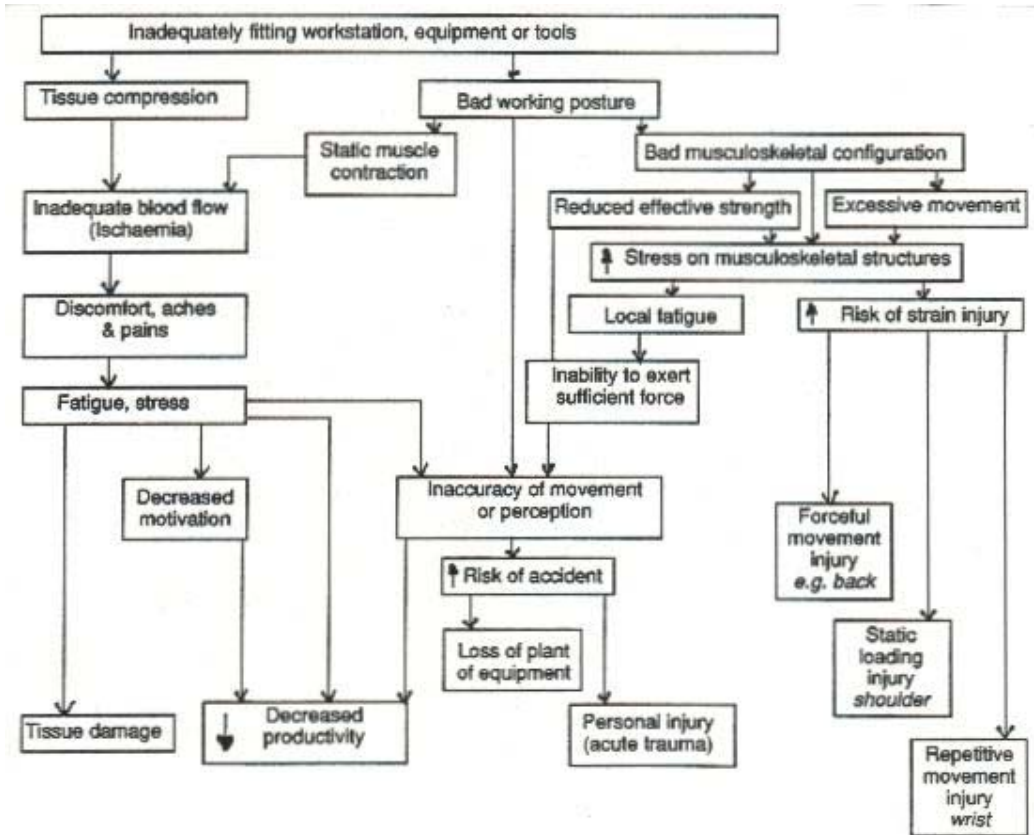 Inadequately fitting workstation, equipment or tools
Tissue compression
Bad working posture
Static muscle
contraction
Bad musculoskeletal configuration
Inadequate blood flow
(Ischaemia)
Reduced effective strength
Excessive movement
Stress on musculoskeletal structures
Discomfort, aches
& pains
Local fatigue
Risk of strain injury
Inability to exert
sufficient force
Fatigue, stress
Decreased
motivation
Inaccuracy of movement
or perception
Forceful
movement
injury
e.g. back
Risk of accident
Loss of plant
of equipment
Static
loading
injury
shoulder
Tissue damage
Decreased
productivity
Personal injury
(acute trauma)
Repetitive
movement
injury
wrist